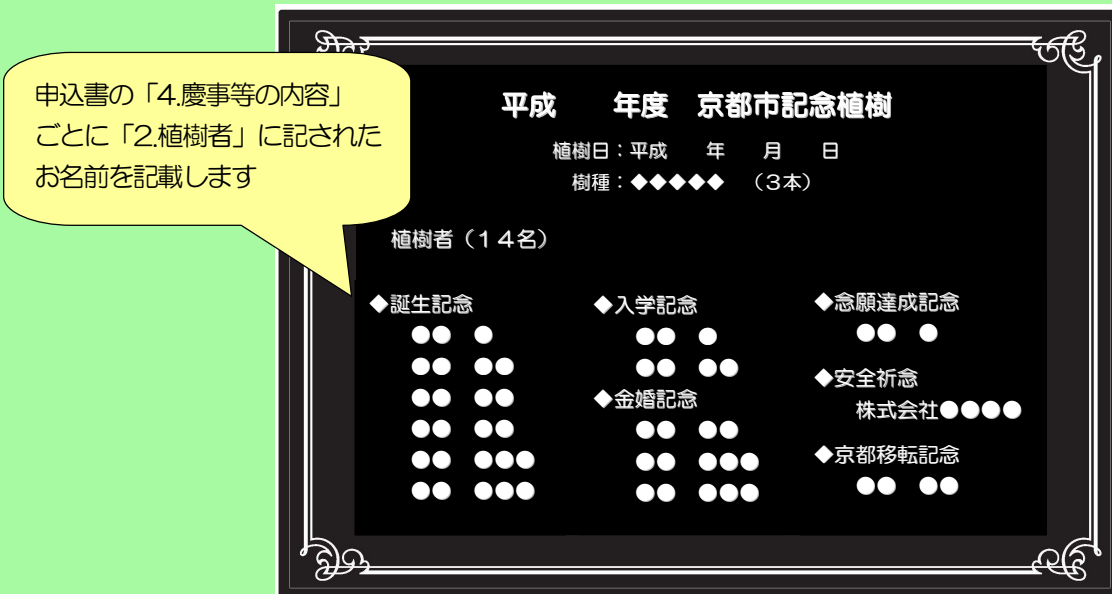 申込書の「4.慶事等の内容」
ごとに「2.植樹者」に記された
お名前を記載します
平成　　年度　京都市記念植樹
植樹日：平成　　年　　月　　日
樹種：◆◆◆◆◆　（３本）
植樹者（１４名）
◆誕生記念
●●　●
●●　●●
●●　●●
●●　●●
●●　●●●
●●　●●●
◆入学記念
●●　●
●●　●●
◆金婚記念
●●　●●
●●　●●●
●●　●●●
◆念願達成記念
●●　●
◆安全祈念
株式会社●●●●
◆京都移転記念
●●　●●